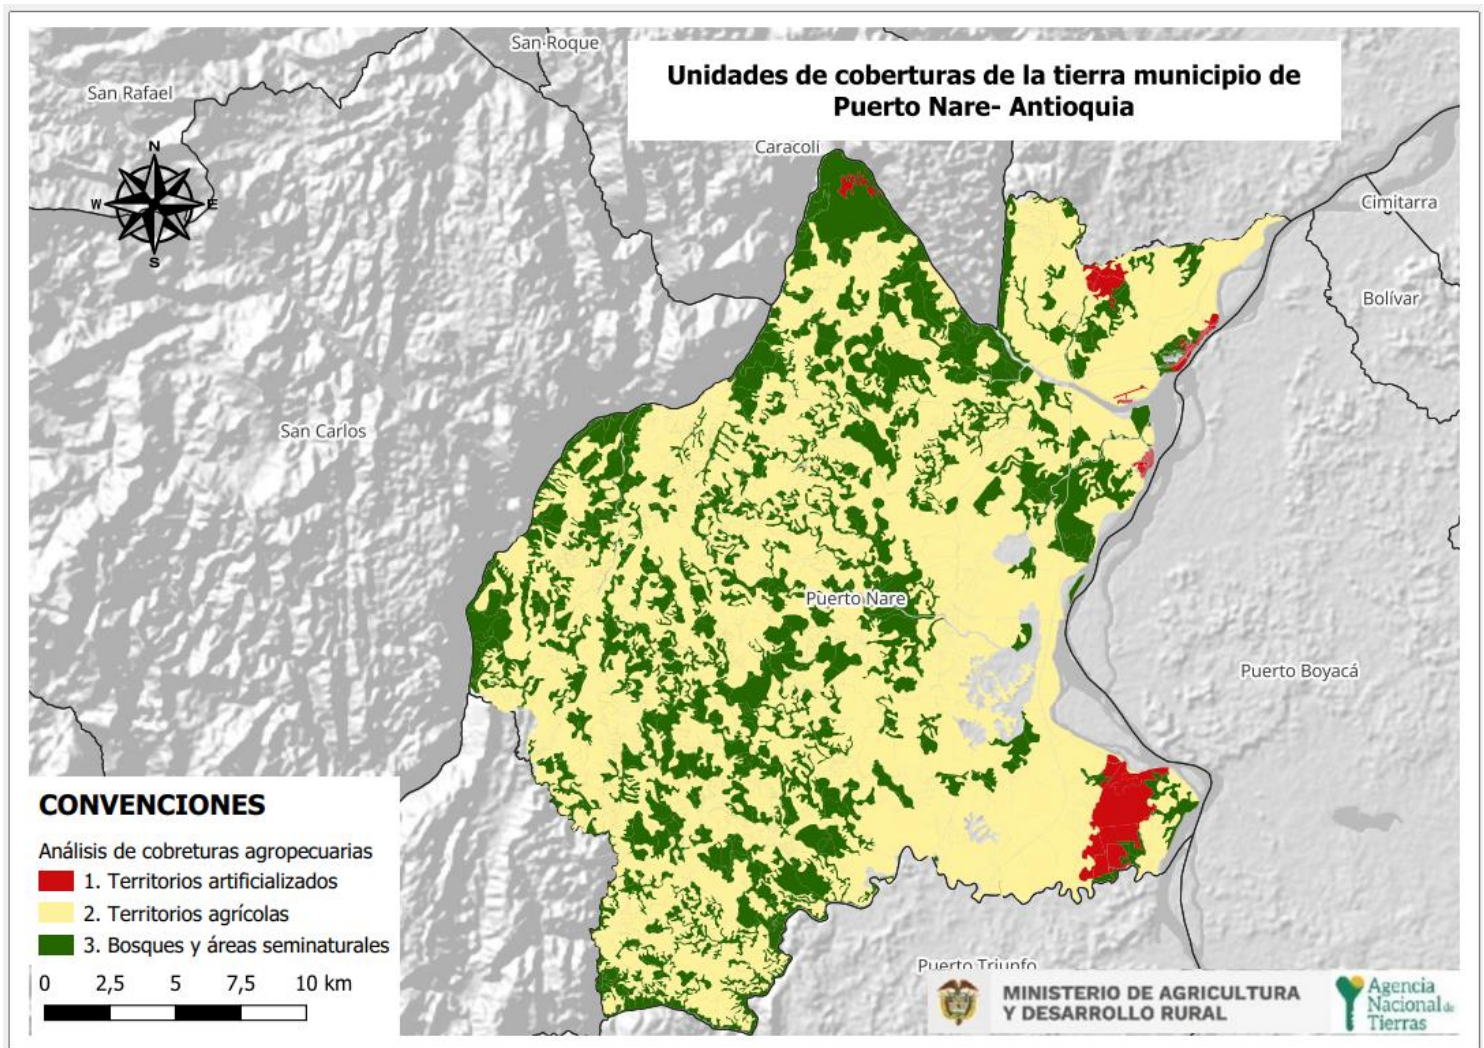 San Roque
San Rafael
Unidades de coberturas de la tierra municipio de
Puerto Nare- Antioquia
Caracoli
N
W E
S
Cimitarra
Bolívar
San Carlos
Puerto Nare
Puerto Boyacá
CONVENCIONES
Análisis de cobreturas agropecuarias
1. Territorios artificializados
2. Territorios agrícolas
3. Bosques y áreas seminaturales
0 2,5 5 7,5 10 km
Puerto Triunfo
MINISTERIO DE AGRICULTURA
Y DESARROLLO RURAL
Agencia
Nacional de
Tierras